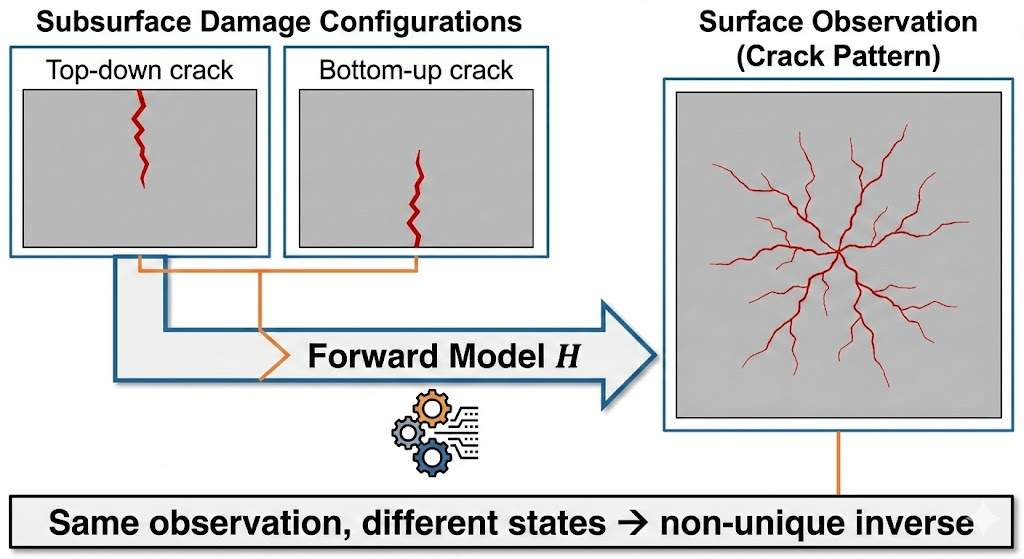 Subsurface Damage Configurations
Top-down crack
Bottom-up crack
Surface Observation
(Crack Pattern)
Forward Model H
Same observation, different states → non-unique inverse